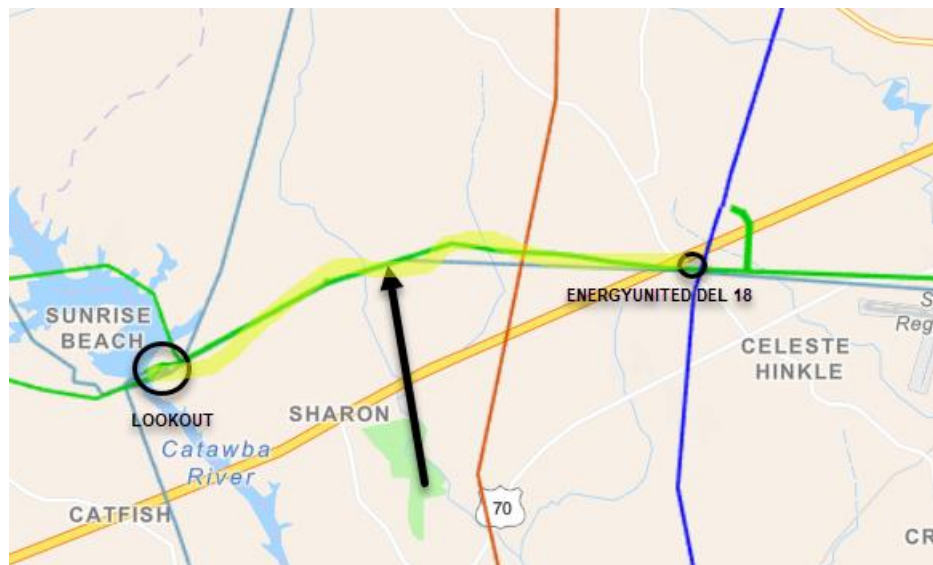 SUNRISE
BEACH
LOOKOUT
Catawba
River
CATFISH
SHARON
70
ENERGYUNITED DEL 18
CELESTE
HINKLE
S
Reg
CR